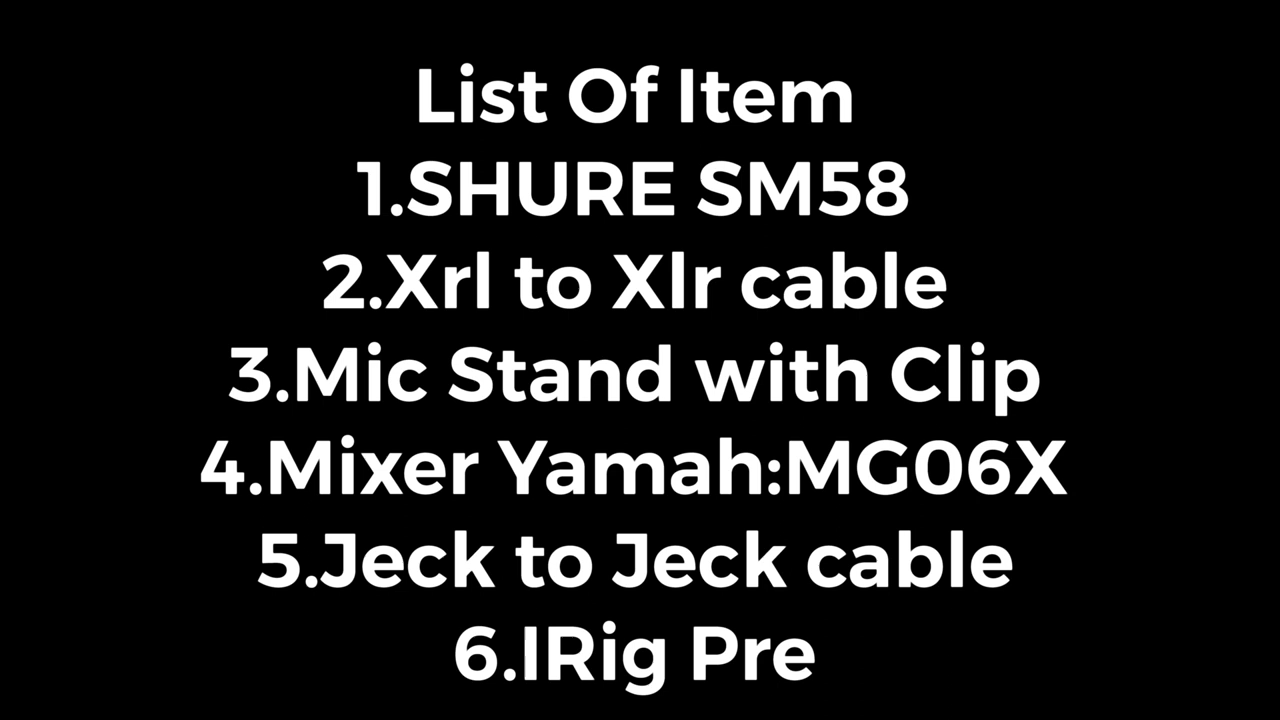 List Of Item
1.SHURE SM58
2.Xrl to Xlr cable
3.Mic Stand with Clip
4.Mixer Yamah:MG06X
5.Jeck to Jeck cable
6.IRig Pre